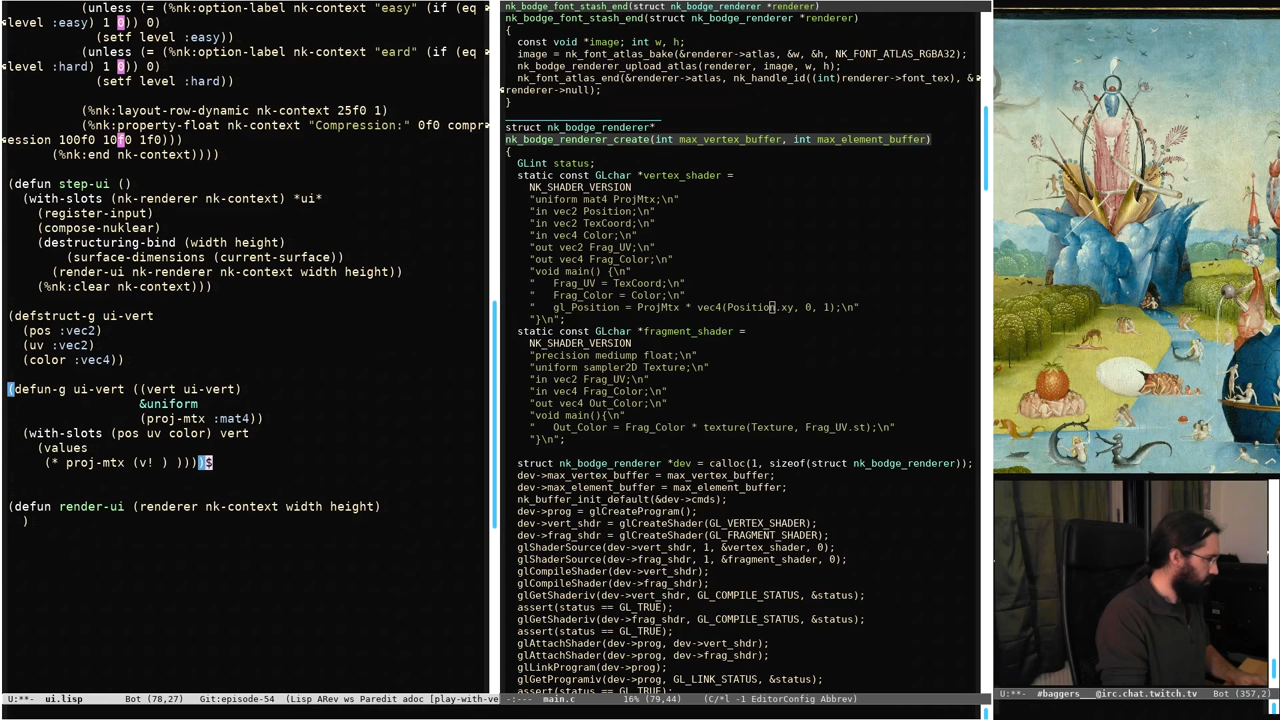 (unless (= (%nk:option-label nk-context "easy" (if (eq
level :easy) 1 0)) 0)
(setf level :easy))
(unless (= (%nk:option-label nk-context "eard" (if (eq
level :hard) 1 0)) 0)
(setf level :hard))
(%nk:layout-row-dynamic nk-context 25f0 1)
(%nk:property-float nk-context "Compression:" 0f0 compr
ession 100f0 10f0 1f0)))
(%nk:end nk-context))))
(defun step-ui ()
(with-slots (nk-renderer nk-context) *ui*
(register-input)
(compose-nuklear)
(destructuring-bind (width height)
(surface-dimensions (current-surface))
(render-ui nk-renderer nk-context width height))
(%nk:clear nk-context)))
(defstruct-g ui-vert
(pos :vec2)
(uv :vec2)
(color :vec4))
(defun-g ui-vert ((vert ui-vert)
&uniform
(proj-mtx :mat4))
(with-slots (pos uv color) vert
(values
(* proj-mtx (v! ) ))))$
(defun render-ui (renderer nk-context width height)
)
U:**- ui.lisp Bot (78,27) Git:episode-54 (Lisp ARev ws Paredit adoc [play-with-ve
nk_bodge_font_stash_end(struct nk_bodge_renderer *renderer)
nk_bodge_font_stash_end(struct nk_bodge_renderer *renderer)
{
const void *image; int w, h;
image = nk_font_atlas_bake(&renderer->atlas, &w, &h, NK_FONT_ATLAS_RGBA32);
nk_bodge_renderer_upload_atlas(renderer, image, w, h);
nk_font_atlas_end(&renderer->atlas, nk_handle_id((int)renderer->font_tex), &
renderer->null);
}
struct nk_bodge_renderer*
nk_bodge_renderer_create(int max_vertex_buffer, int max_element_buffer)
{
GLint status;
static const GLchar *vertex_shader =
NK_SHADER_VERSION
"uniform mat4 ProjMtx;\n"
"in vec2 Position;\n"
"in vec2 TexCoord;\n"
"in vec4 Color;\n"
"out vec2 Frag_UV;\n"
"out vec4 Frag_Color;\n"
"void main() {\n"
"   Frag_UV = TexCoord;\n"
"   Frag_Color = Color;\n"
"   gl_Position = ProjMtx * vec4(Position.xy, 0, 1);\n"
"}\n";
static const GLchar *fragment_shader =
NK_SHADER_VERSION
"precision mediump float;\n"
"uniform sampler2D Texture;\n"
"in vec2 Frag_UV;\n"
"in vec4 Frag_Color;\n"
"out vec4 Out_Color;\n"
"void main(){\n"
"   Out_Color = Frag_Color * texture(Texture, Frag_UV.st);\n"
"}\n";
struct nk_bodge_renderer *dev = calloc(1, sizeof(struct nk_bodge_renderer));
dev->max_vertex_buffer = max_vertex_buffer;
dev->max_element_buffer = max_element_buffer;
nk_buffer_init_default(&dev->cmds);
dev->prog = glCreateProgram();
dev->vert_shdr = glCreateShader(GL_VERTEX_SHADER);
dev->frag_shdr = glCreateShader(GL_FRAGMENT_SHADER);
glShaderSource(dev->vert_shdr, 1, &vertex_shader, 0);
glShaderSource(dev->frag_shdr, 1, &fragment_shader, 0);
glCompileShader(dev->vert_shdr);
glCompileShader(dev->frag_shdr);
glGetShaderiv(dev->vert_shdr, GL_COMPILE_STATUS, &status);
assert(status == GL_TRUE);
glGetShaderiv(dev->frag_shdr, GL_COMPILE_STATUS, &status);
assert(status == GL_TRUE);
glAttachShader(dev->prog, dev->vert_shdr);
glAttachShader(dev->prog, dev->frag_shdr);
glLinkProgram(dev->prog);
glGetProgramiv(dev->prog, GL_LINK_STATUS, &status);
assert(status == GL_TRUE);
-:--- main.c 16% (79,44) (C/*l -1 EditorConfig Abbrev)
U:**- #baggers___@irc.chat.twitch.tv Bot (357,2)